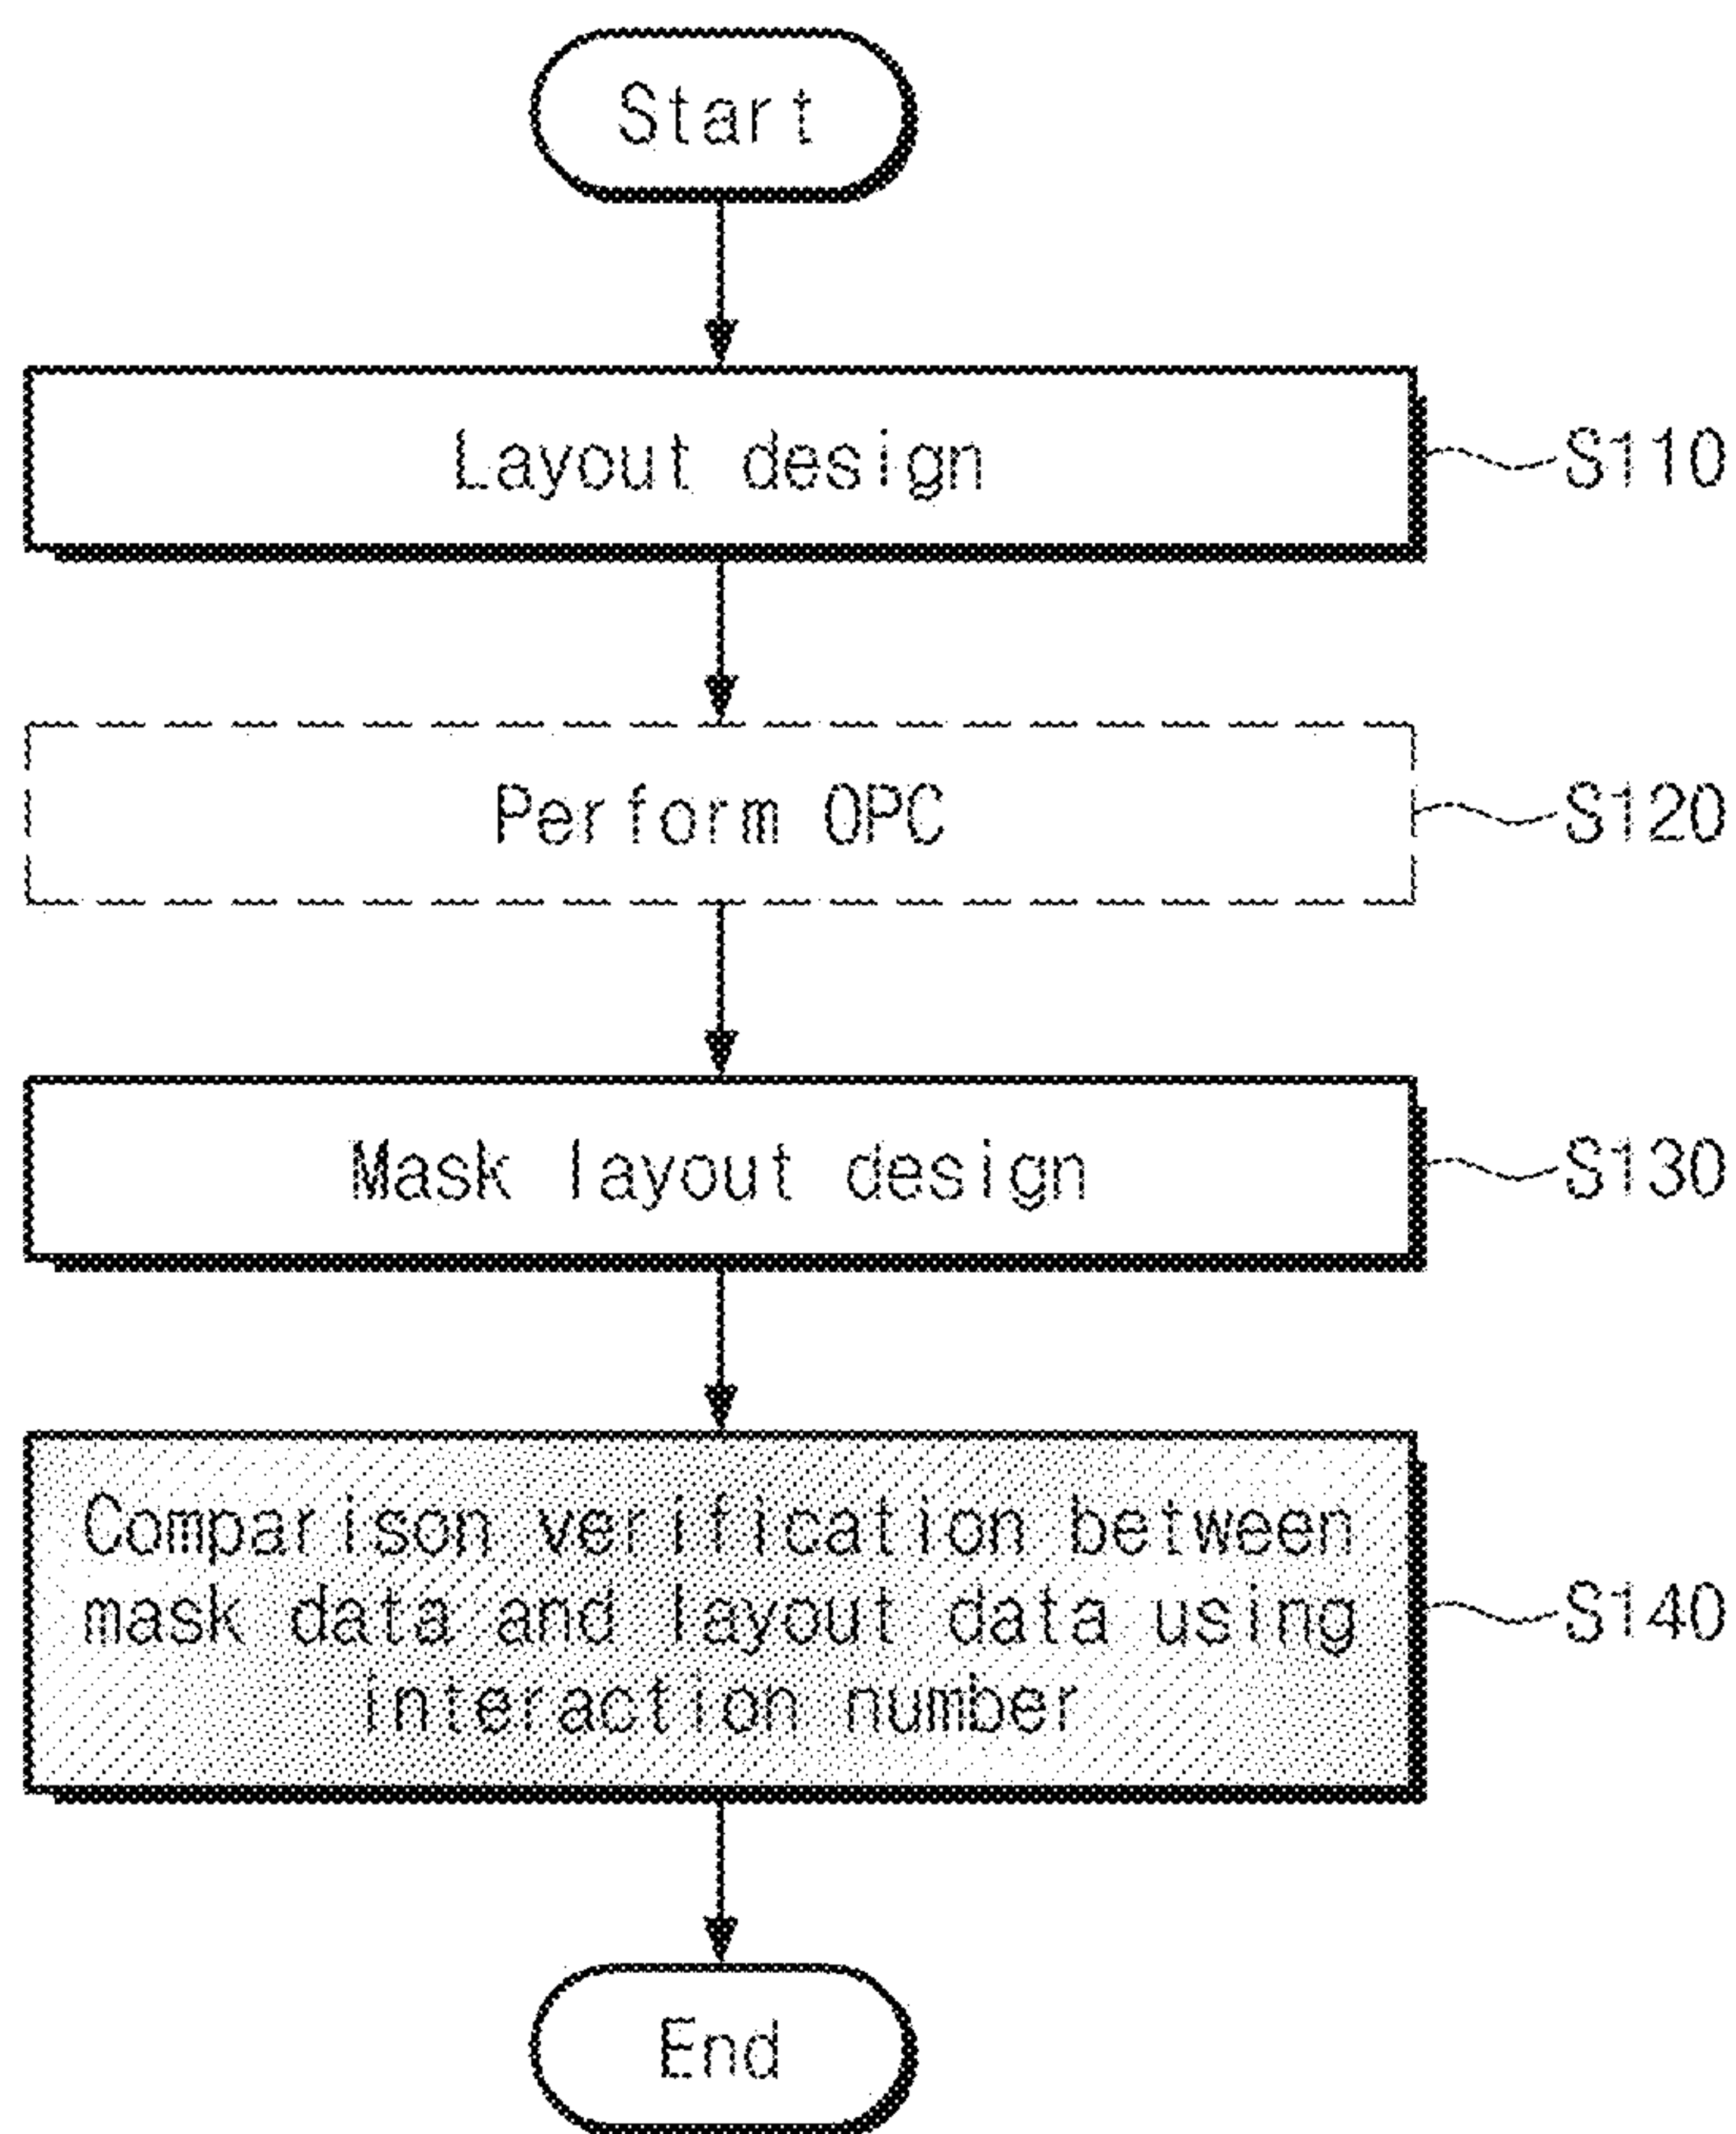 Start
Layout design
S110
Perform OPC
S120
Mask layout design
S130
Comparison verification between
mask data and layout data using
interaction number
S140
End